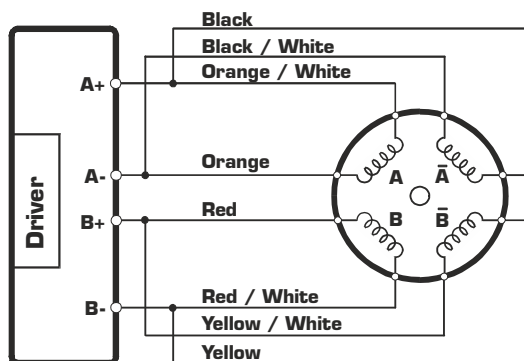 Black
Black / White
Orange / White
A+
A-
Orange
A
Ā
Driver
B+
Red
B
B̄
B-
Red / White
Yellow / White
Yellow